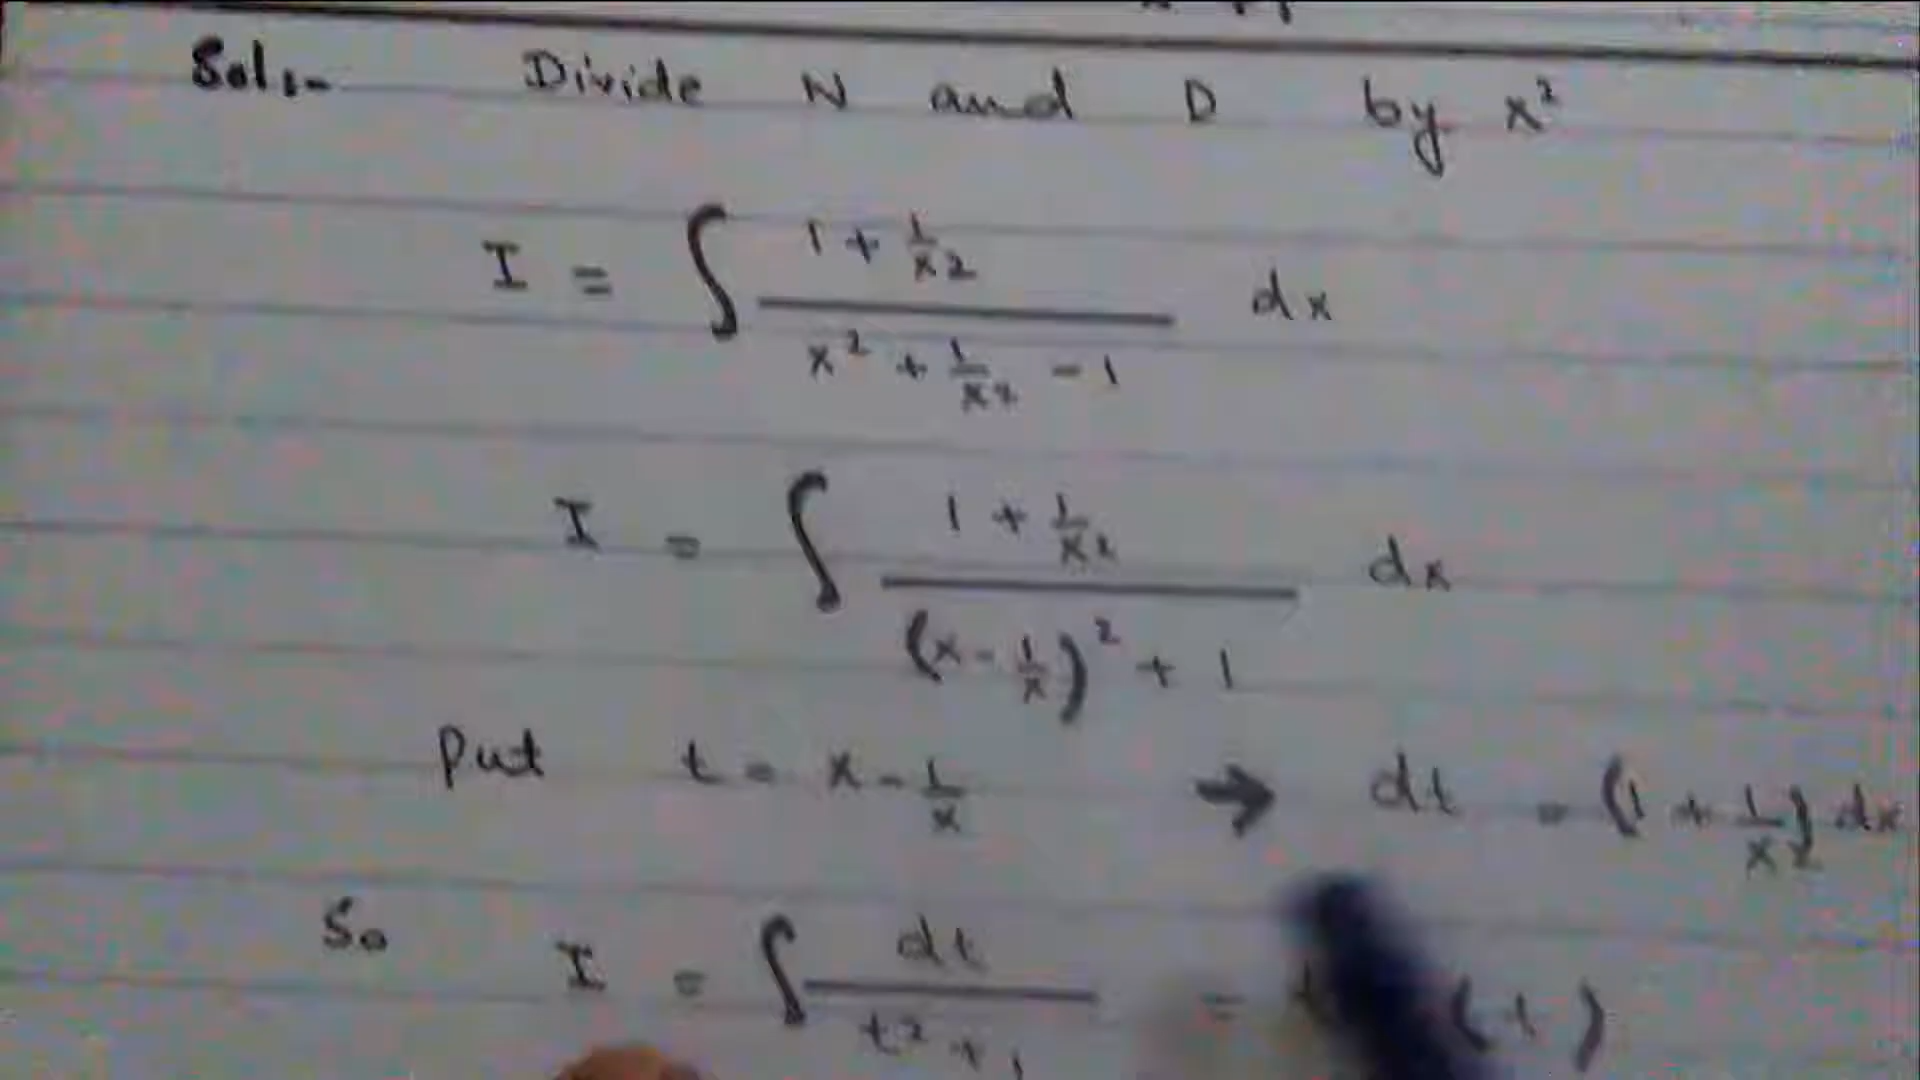 Sol:- Divide N and D by x²
I = ∫ (1 + 1/x²) / (x² + 1/x² - 1) dx
I = ∫ (1 + 1/x²) / ((x - 1/x)² + 1) dx
Put t = x - 1/x → dt = (1 + 1/x²) dx
So I = ∫ dt / (t² + 1) = (t)